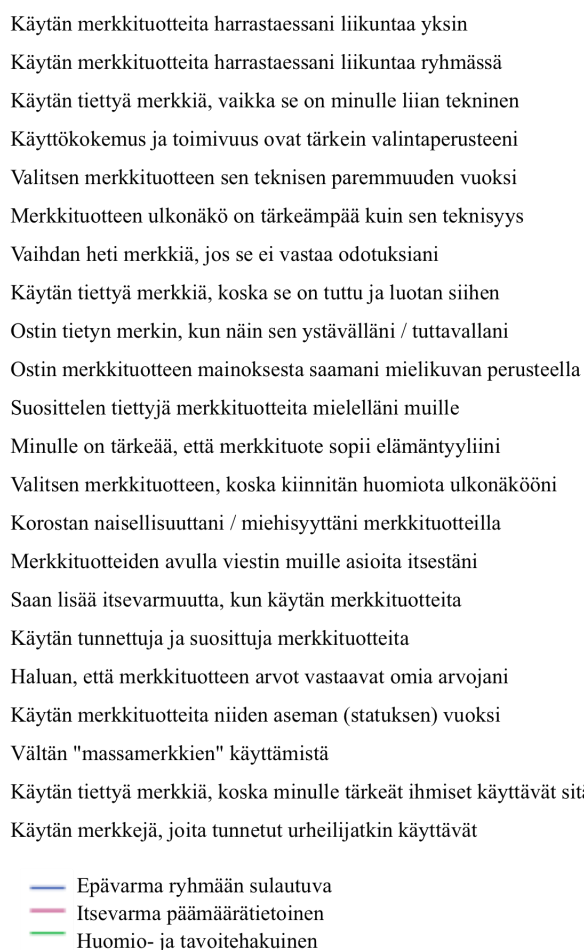 Käytän merkkituotteita harrastaessani liikuntaa yksin
Käytän merkkituotteita harrastaessani liikuntaa ryhmässä
Käytän tiettyä merkkiä, vaikka se on minulle liian tekninen
Käyttökokemus ja toimivuus ovat tärkein valintaperusteeni
Valitsen merkkituotteen sen teknisen paremmuuden vuoksi
Merkkituotteen ulkonäkö on tärkeämpää kuin sen teknisyys
Vaihdan heti merkkiä, jos se ei vastaa odotuksiani
Käytän tiettyä merkkiä, koska se on tuttu ja luotan siihen
Ostin tietyn merkin, kun näin sen ystävälläni / tuttavallani
Ostin merkkituotteen mainoksesta saamani mielikuvan perusteella
Suosittelen tiettyjä merkkituotteita mielelläni muille
Minulle on tärkeää, että merkkituote sopii elämäntyyliini
Valitsen merkkituotteen, koska kiinnitän huomiota ulkonäkööni
Korostan naisellisuuttani / miehisyyttäni merkkituotteilla
Merkkituotteiden avulla viestin muille asioita itsestäni
Saan lisää itsevarmuutta, kun käytän merkkituotteita
Käytän tunnettuja ja suosittuja merkkituotteita
Haluan, että merkkituotteen arvot vastaavat omia arvojani
Käytän merkkituotteita niiden aseman (statuksen) vuoksi
Vältän "massamerkkien" käyttämistä
Käytän tiettyä merkkiä, koska minulle tärkeät ihmiset käyttävät sitä
Käytän merkkejä, joita tunnetut urheilijatkin käyttävät
Epävarma ryhmään sulautuva
Itsevarma päämäärätietoinen
Huomio- ja tavoitehakuinen